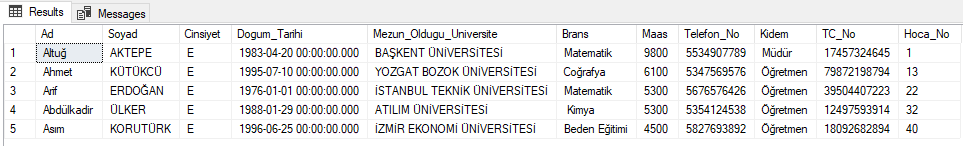 Results Messages
Ad Soyad Cinsiyet Dogum_Tarihi Mezun_Oldugu_Universite Brans Maas Telefon_No Kidem TC_No Hoca_No
1 Altuğ AKTEPE E 1983-04-20 00:00:00.000 BAŞKENT ÜNİVERSİTESİ Matematik 9800 5534907789 Müdür 17457324645 1
2 Ahmet KÜTÜKCÜ E 1995-07-10 00:00:00.000 YOZGAT BOZOK ÜNİVERSİTESİ Coğrafya 6100 5347569576 Öğretmen 79872198794 13
3 Arif ERDOĞAN E 1976-01-01 00:00:00.000 İSTANBUL TEKNİK ÜNİVERSİTESİ Matematik 5300 5676576426 Öğretmen 39504407223 22
4 Abdülkadir ÜLKER E 1988-01-29 00:00:00.000 ATILIM ÜNİVERSİTESİ Kimya 5300 5354124538 Öğretmen 12497593914 32
5 Asım KORUTÜRK E 1996-06-25 00:00:00.000 İZMİR EKONOMİ ÜNİVERSİTESİ Beden Eğitimi 4500 5827693892 Öğretmen 18092682894 40